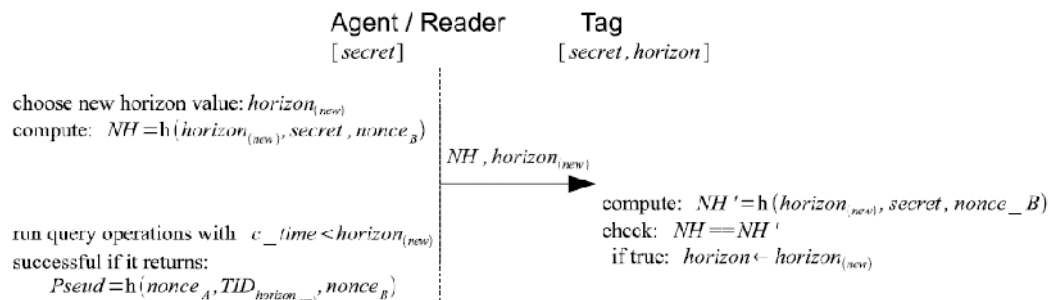 Agent / Reader Tag
[secret] [secret, horizon]
choose new horizon value: horizon(new)
compute: NH = h(horizon(new), secret, nonce_B)
NH, horizon(new)
compute: NH' = h(horizon(new), secret, nonce_B)
check: NH == NH'
if true: horizon ← horizon(new)
run query operations with c_time < horizon(new)
successful if it returns:
Pseud = h(nonce_A, TID_horizon, nonce_B)